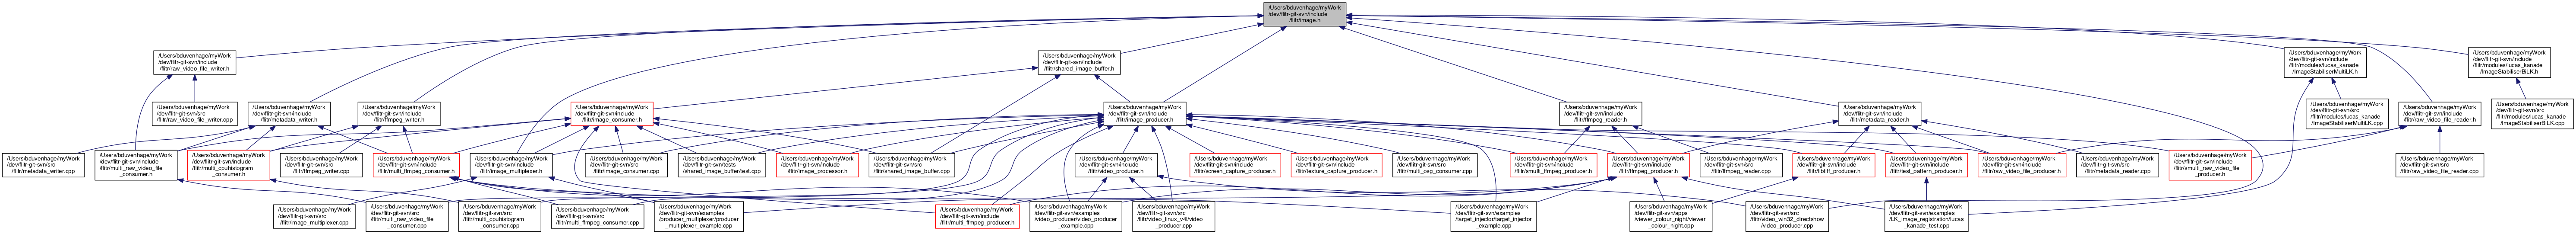 /Users/bduvenhage/myWork
/dev/flitr-git-svn/include
/flitr/image.h
/Users/bduvenhage/myWork
/dev/flitr-git-svn/include
/flitr/raw_video_file_writer.h
/Users/bduvenhage/myWork
/dev/flitr-git-svn/include
/flitr/shared_image_buffer.h
/Users/bduvenhage/myWork
/dev/flitr-git-svn/include
/flitr/modules/lucas_kanade
/ImageStabiliserMultiLK.h
/Users/bduvenhage/myWork
/dev/flitr-git-svn/include
/flitr/modules/lucas_kanade
/ImageStabiliserBiLK.h
/Users/bduvenhage/myWork
/dev/flitr-git-svn/src
/flitr/raw_video_file_writer.cpp
/Users/bduvenhage/myWork
/dev/flitr-git-svn/include
/flitr/metadata_writer.h
/Users/bduvenhage/myWork
/dev/flitr-git-svn/include
/flitr/ffmpeg_writer.h
/Users/bduvenhage/myWork
/dev/flitr-git-svn/include
/flitr/image_consumer.h
/Users/bduvenhage/myWork
/dev/flitr-git-svn/include
/flitr/image_producer.h
/Users/bduvenhage/myWork
/dev/flitr-git-svn/include
/flitr/ffmpeg_reader.h
/Users/bduvenhage/myWork
/dev/flitr-git-svn/include
/flitr/metadata_reader.h
/Users/bduvenhage/myWork
/dev/flitr-git-svn/src
/flitr/modules/lucas_kanade
/ImageStabiliserMultiLK.cpp
/Users/bduvenhage/myWork
/dev/flitr-git-svn/include
/flitr/raw_video_file_reader.h
/Users/bduvenhage/myWork
/dev/flitr-git-svn/src
/flitr/modules/lucas_kanade
/ImageStabiliserBiLK.cpp
/Users/bduvenhage/myWork
/dev/flitr-git-svn/src
/flitr/metadata_writer.cpp
/Users/bduvenhage/myWork
/dev/flitr-git-svn/include
/flitr/multi_raw_video_file
_consumer.h
/Users/bduvenhage/myWork
/dev/flitr-git-svn/include
/flitr/multi_cpuhistogram
_consumer.h
/Users/bduvenhage/myWork
/dev/flitr-git-svn/src
/flitr/ffmpeg_writer.cpp
/Users/bduvenhage/myWork
/dev/flitr-git-svn/include
/flitr/multi_ffmpeg_consumer.h
/Users/bduvenhage/myWork
/dev/flitr-git-svn/include
/flitr/image_multiplexer.h
/Users/bduvenhage/myWork
/dev/flitr-git-svn/src
/flitr/image_consumer.cpp
/Users/bduvenhage/myWork
/dev/flitr-git-svn/tests
/shared_image_buffer/test.cpp
/Users/bduvenhage/myWork
/dev/flitr-git-svn/include
/flitr/image_processor.h
/Users/bduvenhage/myWork
/dev/flitr-git-svn/src
/flitr/shared_image_buffer.cpp
/Users/bduvenhage/myWork
/dev/flitr-git-svn/include
/flitr/video_producer.h
/Users/bduvenhage/myWork
/dev/flitr-git-svn/include
/flitr/screen_capture_producer.h
/Users/bduvenhage/myWork
/dev/flitr-git-svn/include
/flitr/texture_capture_producer.h
/Users/bduvenhage/myWork
/dev/flitr-git-svn/src
/flitr/multi_osg_consumer.cpp
/Users/bduvenhage/myWork
/dev/flitr-git-svn/include
/flitr/smulti_ffmpeg_producer.h
/Users/bduvenhage/myWork
/dev/flitr-git-svn/include
/flitr/ffmpeg_producer.h
/Users/bduvenhage/myWork
/dev/flitr-git-svn/src
/flitr/ffmpeg_reader.cpp
/Users/bduvenhage/myWork
/dev/flitr-git-svn/include
/flitr/libtiff_producer.h
/Users/bduvenhage/myWork
/dev/flitr-git-svn/include
/flitr/test_pattern_producer.h
/Users/bduvenhage/myWork
/dev/flitr-git-svn/include
/flitr/raw_video_file_producer.h
/Users/bduvenhage/myWork
/dev/flitr-git-svn/src
/flitr/metadata_reader.cpp
/Users/bduvenhage/myWork
/dev/flitr-git-svn/include
/flitr/smulti_raw_video_file
_producer.h
/Users/bduvenhage/myWork
/dev/flitr-git-svn/src
/flitr/raw_video_file_reader.cpp
/Users/bduvenhage/myWork
/dev/flitr-git-svn/src
/flitr/image_multiplexer.cpp
/Users/bduvenhage/myWork
/dev/flitr-git-svn/src
/flitr/multi_raw_video_file
_consumer.cpp
/Users/bduvenhage/myWork
/dev/flitr-git-svn/src
/flitr/multi_cpuhistogram
_consumer.cpp
/Users/bduvenhage/myWork
/dev/flitr-git-svn/src
/flitr/multi_ffmpeg_consumer.cpp
/Users/bduvenhage/myWork
/dev/flitr-git-svn/examples
/producer_multiplexer/producer
_multiplexer_example.cpp
/Users/bduvenhage/myWork
/dev/flitr-git-svn/include
/flitr/multi_ffmpeg_producer.h
/Users/bduvenhage/myWork
/dev/flitr-git-svn/examples
/video_producer/video_producer
_example.cpp
/Users/bduvenhage/myWork
/dev/flitr-git-svn/src
/flitr/video_linux_v4l/video
_producer.cpp
/Users/bduvenhage/myWork
/dev/flitr-git-svn/examples
/target_injector/target_injector
_example.cpp
/Users/bduvenhage/myWork
/dev/flitr-git-svn/apps
/viewer_colour_night/viewer
_colour_night.cpp
/Users/bduvenhage/myWork
/dev/flitr-git-svn/src
/flitr/video_win32_directshow
/video_producer.cpp
/Users/bduvenhage/myWork
/dev/flitr-git-svn/examples
/LK_image_registration/lucas
_kanade_test.cpp